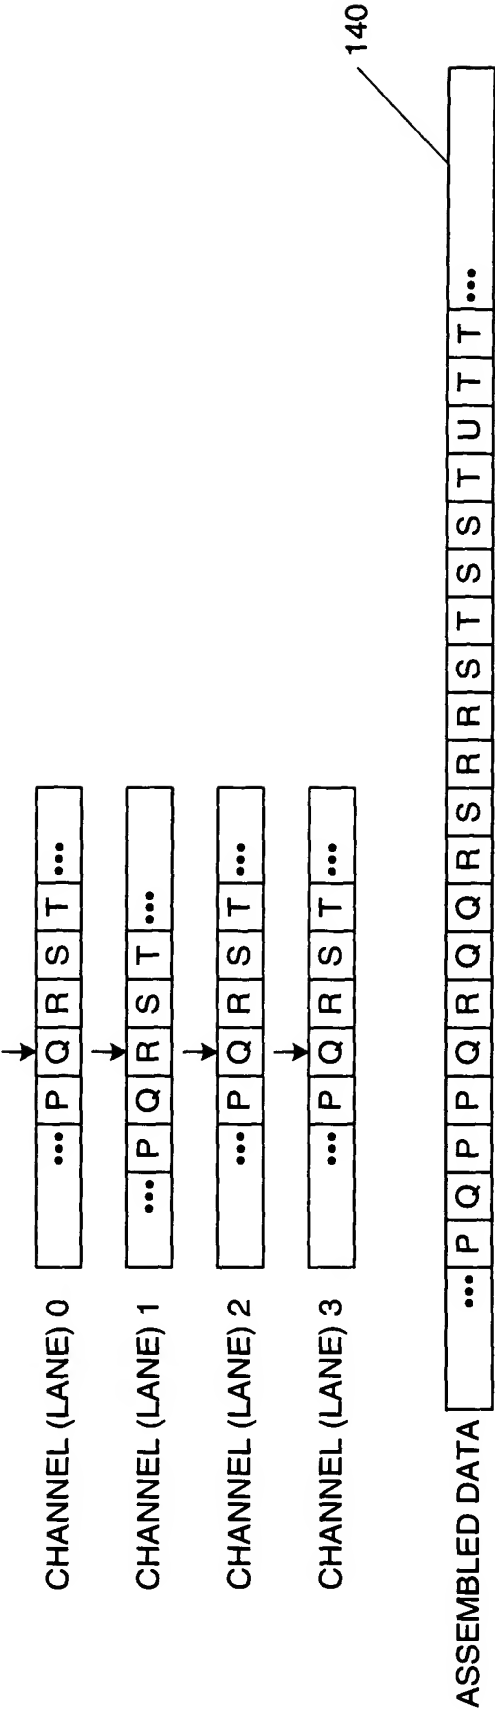 CHANNEL (LANE) 0 ... P Q R S T ...
CHANNEL (LANE) 1 ... P Q R S T ...
CHANNEL (LANE) 2 ... P Q R S T ...
CHANNEL (LANE) 3 ... P Q R S T ...
140
ASSEMBLED DATA ... P Q P P Q R Q Q R S R R S T S S T U T T ...